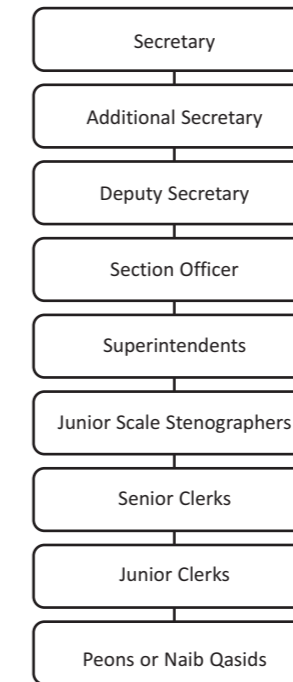 Secretary
Additional Secretary
Deputy Secretary
Section Officer
Superintendents
Junior Scale Stenographers
Senior Clerks
Junior Clerks
Peons or Naib Qasids